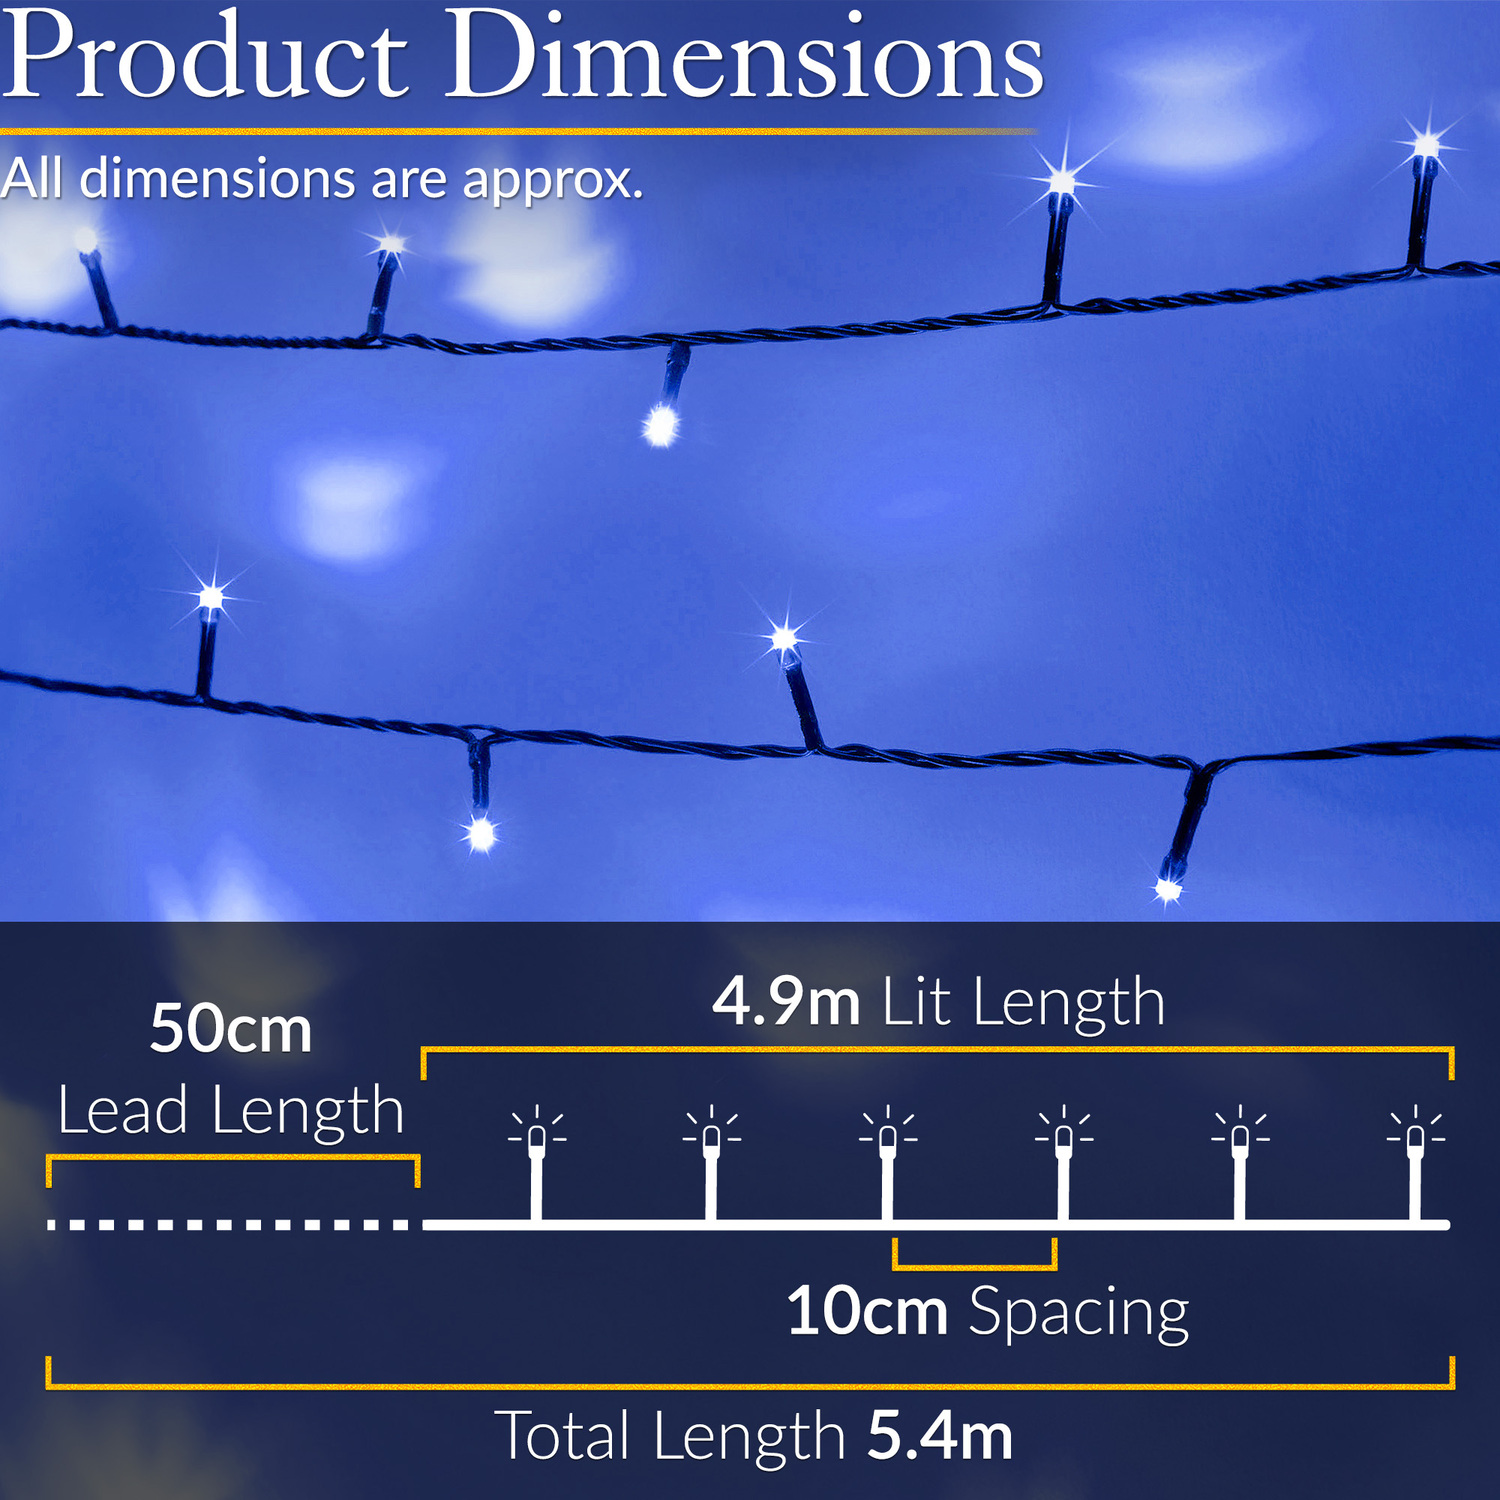 Product Dimensions
All dimensions are approx.
4.9m Lit Length
50cm
Lead Length
10cm Spacing
Total Length 5.4m